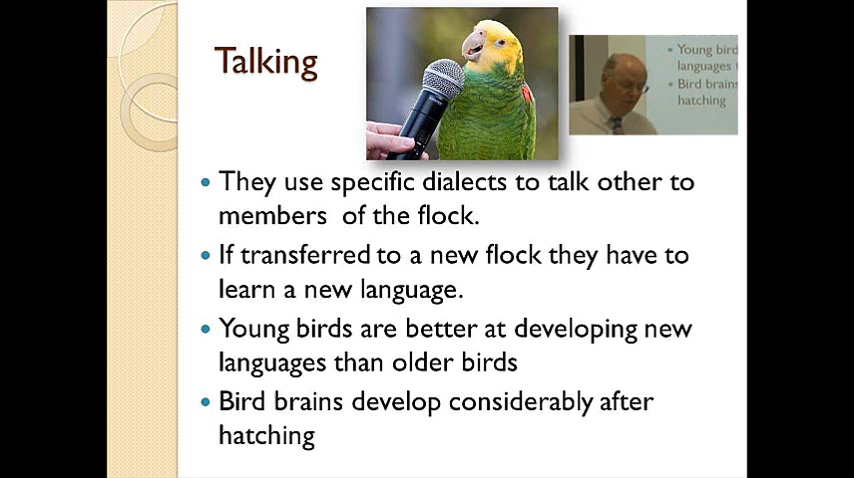 Talking
Young bird
languages
Bird brains
hatching
They use specific dialects to talk other to
members of the flock.
If transferred to a new flock they have to
learn a new language.
Young birds are better at developing new
languages than older birds
Bird brains develop considerably after
hatching